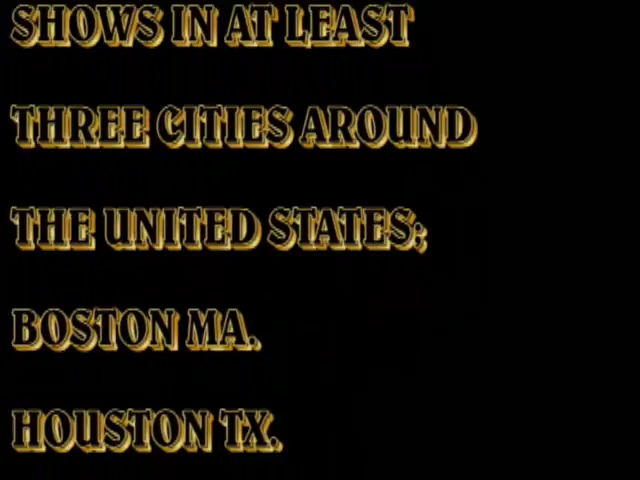 SHOWS IN AT LEAST
THREE CITIES AROUND
THE UNITED STATES;
BOSTON MA.
HOUSTON TX.